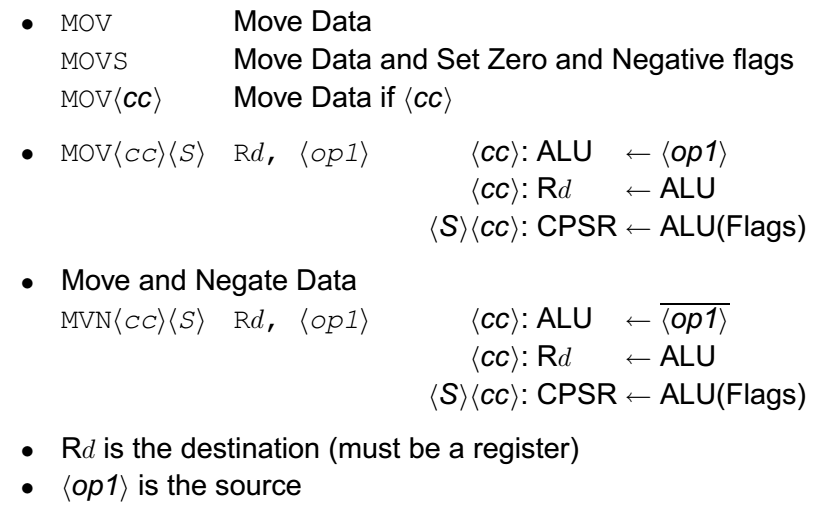 • MOV Move Data
MOVS Move Data and Set Zero and Negative flags
MOV⟨cc⟩ Move Data if ⟨cc⟩
• MOV⟨cc⟩⟨S⟩ Rd, ⟨op1⟩ ⟨cc⟩: ALU ← ⟨op1⟩
⟨cc⟩: Rd ← ALU
⟨S⟩⟨cc⟩: CPSR ← ALU(Flags)
• Move and Negate Data
MVN⟨cc⟩⟨S⟩ Rd, ⟨op1⟩ ⟨cc⟩: ALU ← \overline{⟨op1⟩}
⟨cc⟩: Rd ← ALU
⟨S⟩⟨cc⟩: CPSR ← ALU(Flags)
• Rd is the destination (must be a register)
• ⟨op1⟩ is the source